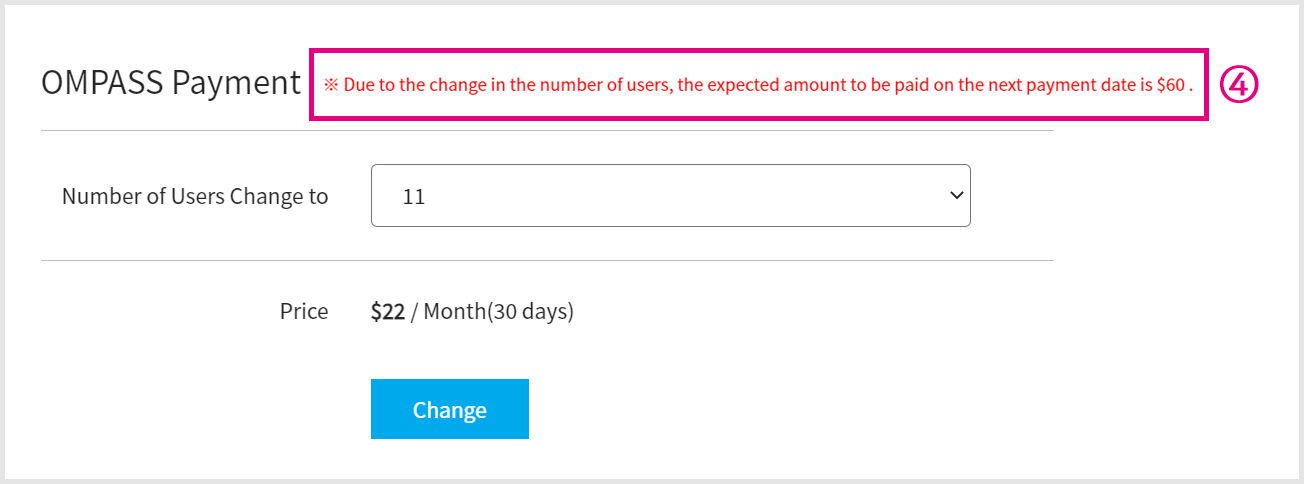 OMPASS Payment ※ Due to the change in the number of users, the expected amount to be paid on the next payment date is $60 . ④
Number of Users Change to 11
Price $22 / Month(30 days)
Change